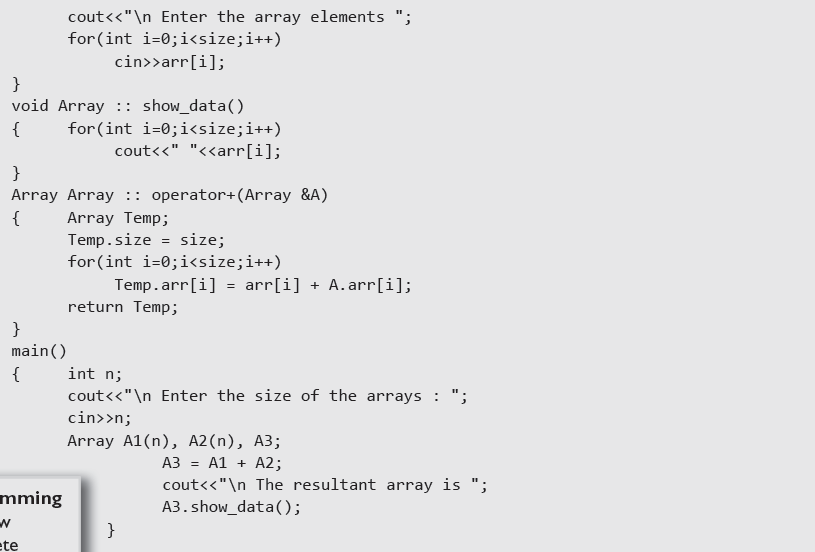 cout<<"\n Enter the array elements ";
for(int i=0;i<size;i++)
cin>>arr[i];
}
void Array :: show_data()
{ for(int i=0;i<size;i++)
cout<<" "<<arr[i];
}
Array Array :: operator+(Array &A)
{ Array Temp;
Temp.size = size;
for(int i=0;i<size;i++)
Temp.arr[i] = arr[i] + A.arr[i];
return Temp;
}
main()
{ int n;
cout<<"\n Enter the size of the arrays : ";
cin>>n;
Array A1(n), A2(n), A3;
A3 = A1 + A2;
cout<<"\n The resultant array is ";
A3.show_data();
}
mming